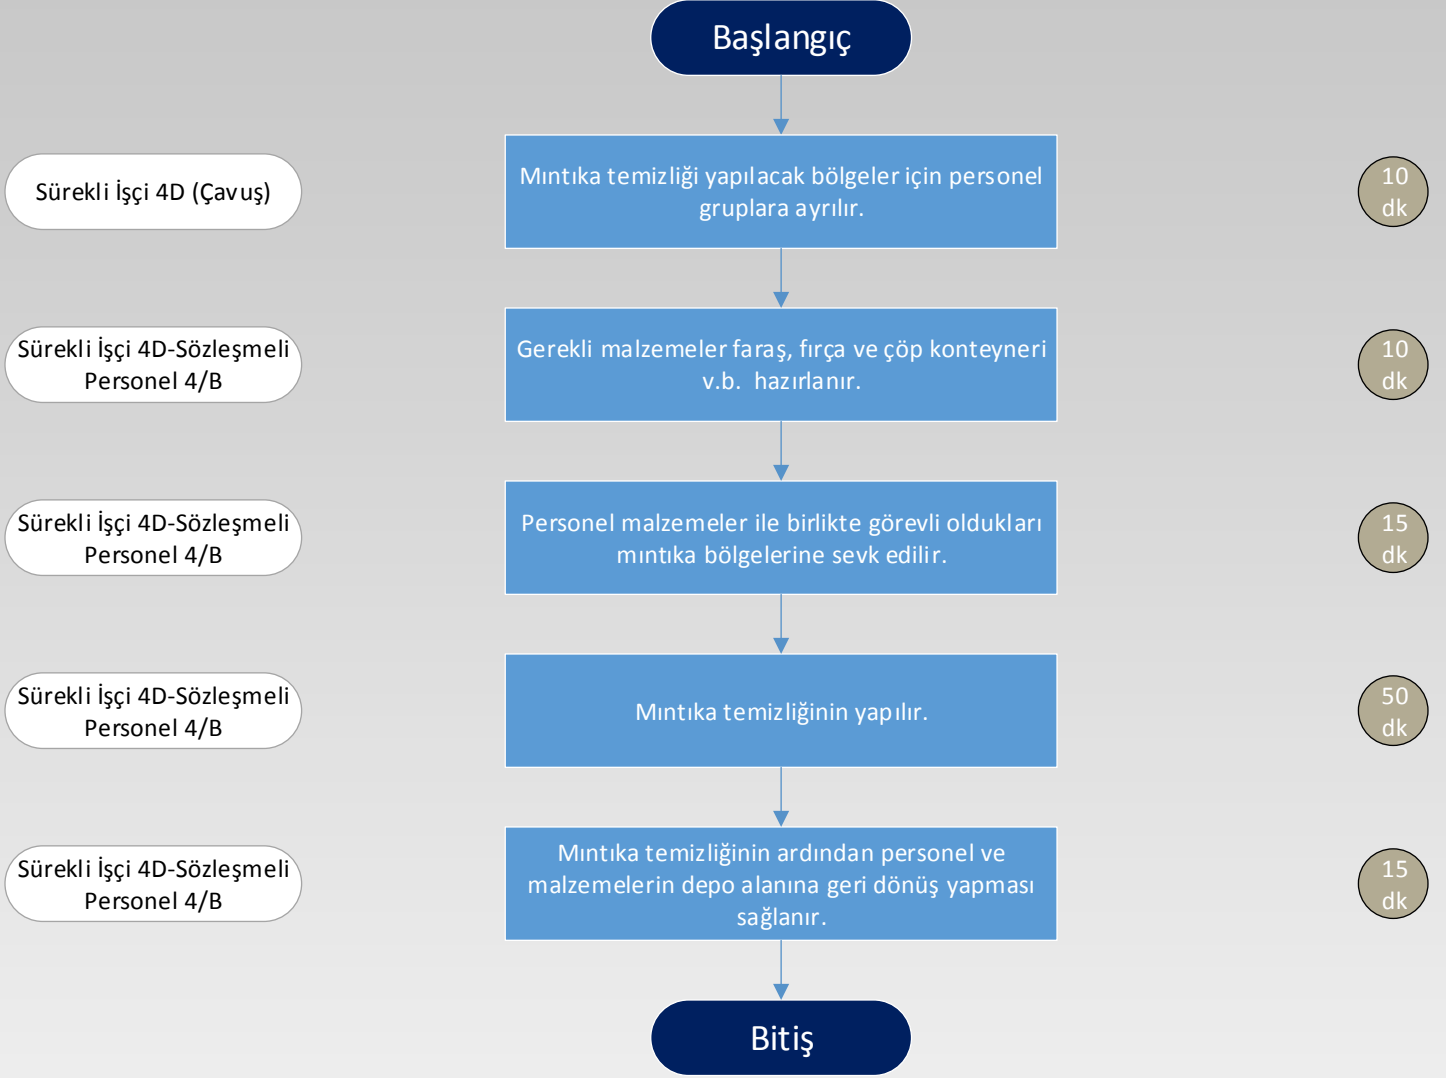 Başlangıç
Sürekli İşçi 4D (Çavuş)
Mıntıka temizliği yapılacak bölgeler için personel
gruplara ayrılır.
10
dk
Sürekli İşçi 4D-Sözleşmeli
Personel 4/B
Gerekli malzemeler faraş, fırça ve çöp konteyneri
v.b. hazırlanır.
10
dk
Sürekli İşçi 4D-Sözleşmeli
Personel 4/B
Personel malzemeler ile birlikte görevli oldukları
mıntıka bölgelerine sevk edilir.
15
dk
Sürekli İşçi 4D-Sözleşmeli
Personel 4/B
Mıntıka temizliğinin yapılır.
50
dk
Sürekli İşçi 4D-Sözleşmeli
Personel 4/B
Mıntıka temizliğinin ardından personel ve
malzemelerin depo alanına geri dönüş yapması
sağlanır.
15
dk
Bitiş